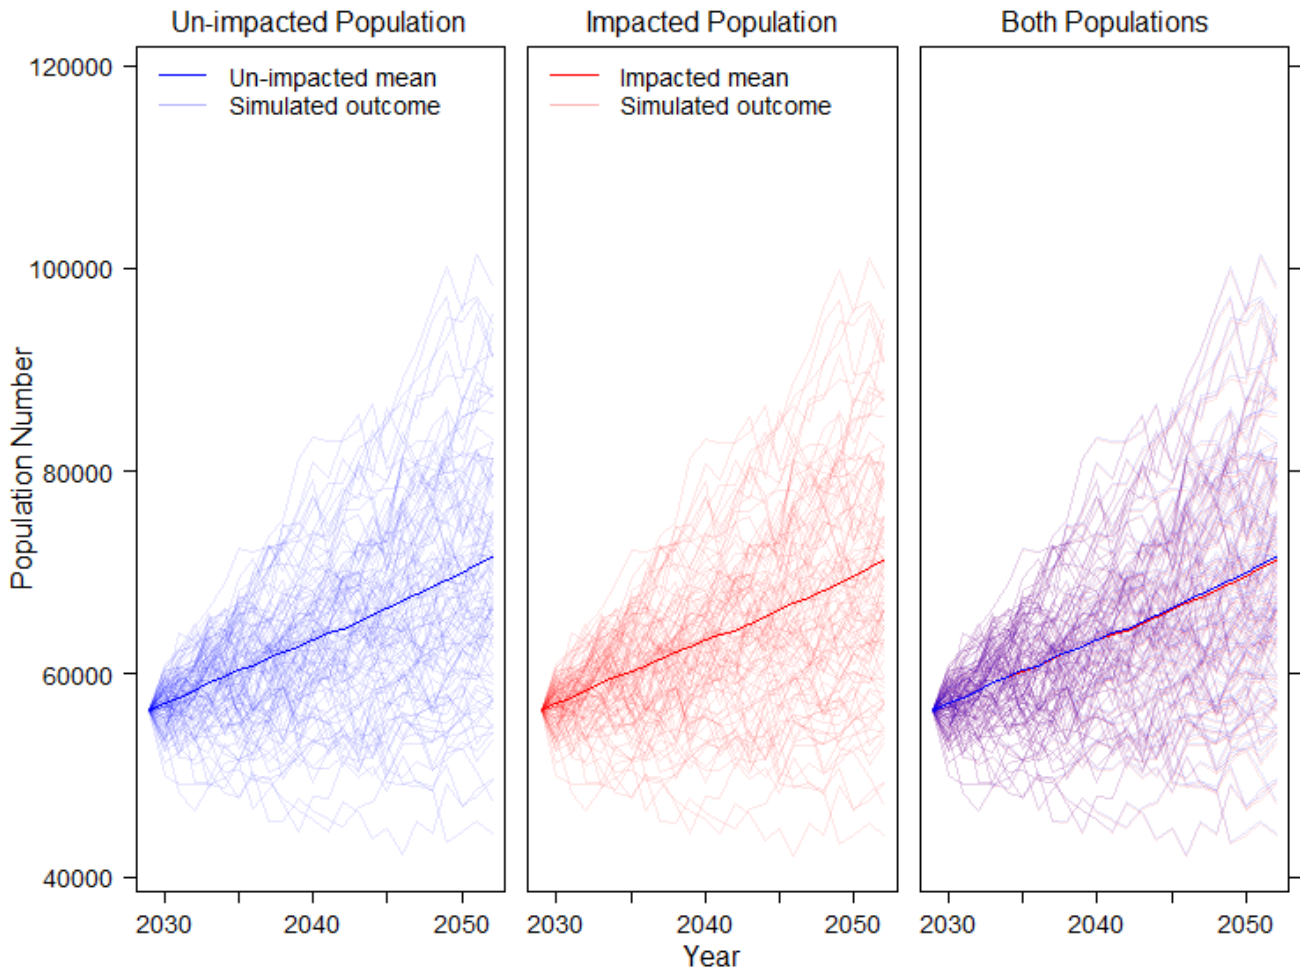 Un-impacted Population
Impacted Population
Both Populations
Un-impacted mean
Simulated outcome
Impacted mean
Simulated outcome
120000
100000
80000
60000
40000
Population Number
2030 2040 2050
2030 2040 2050
2030 2040 2050
Year